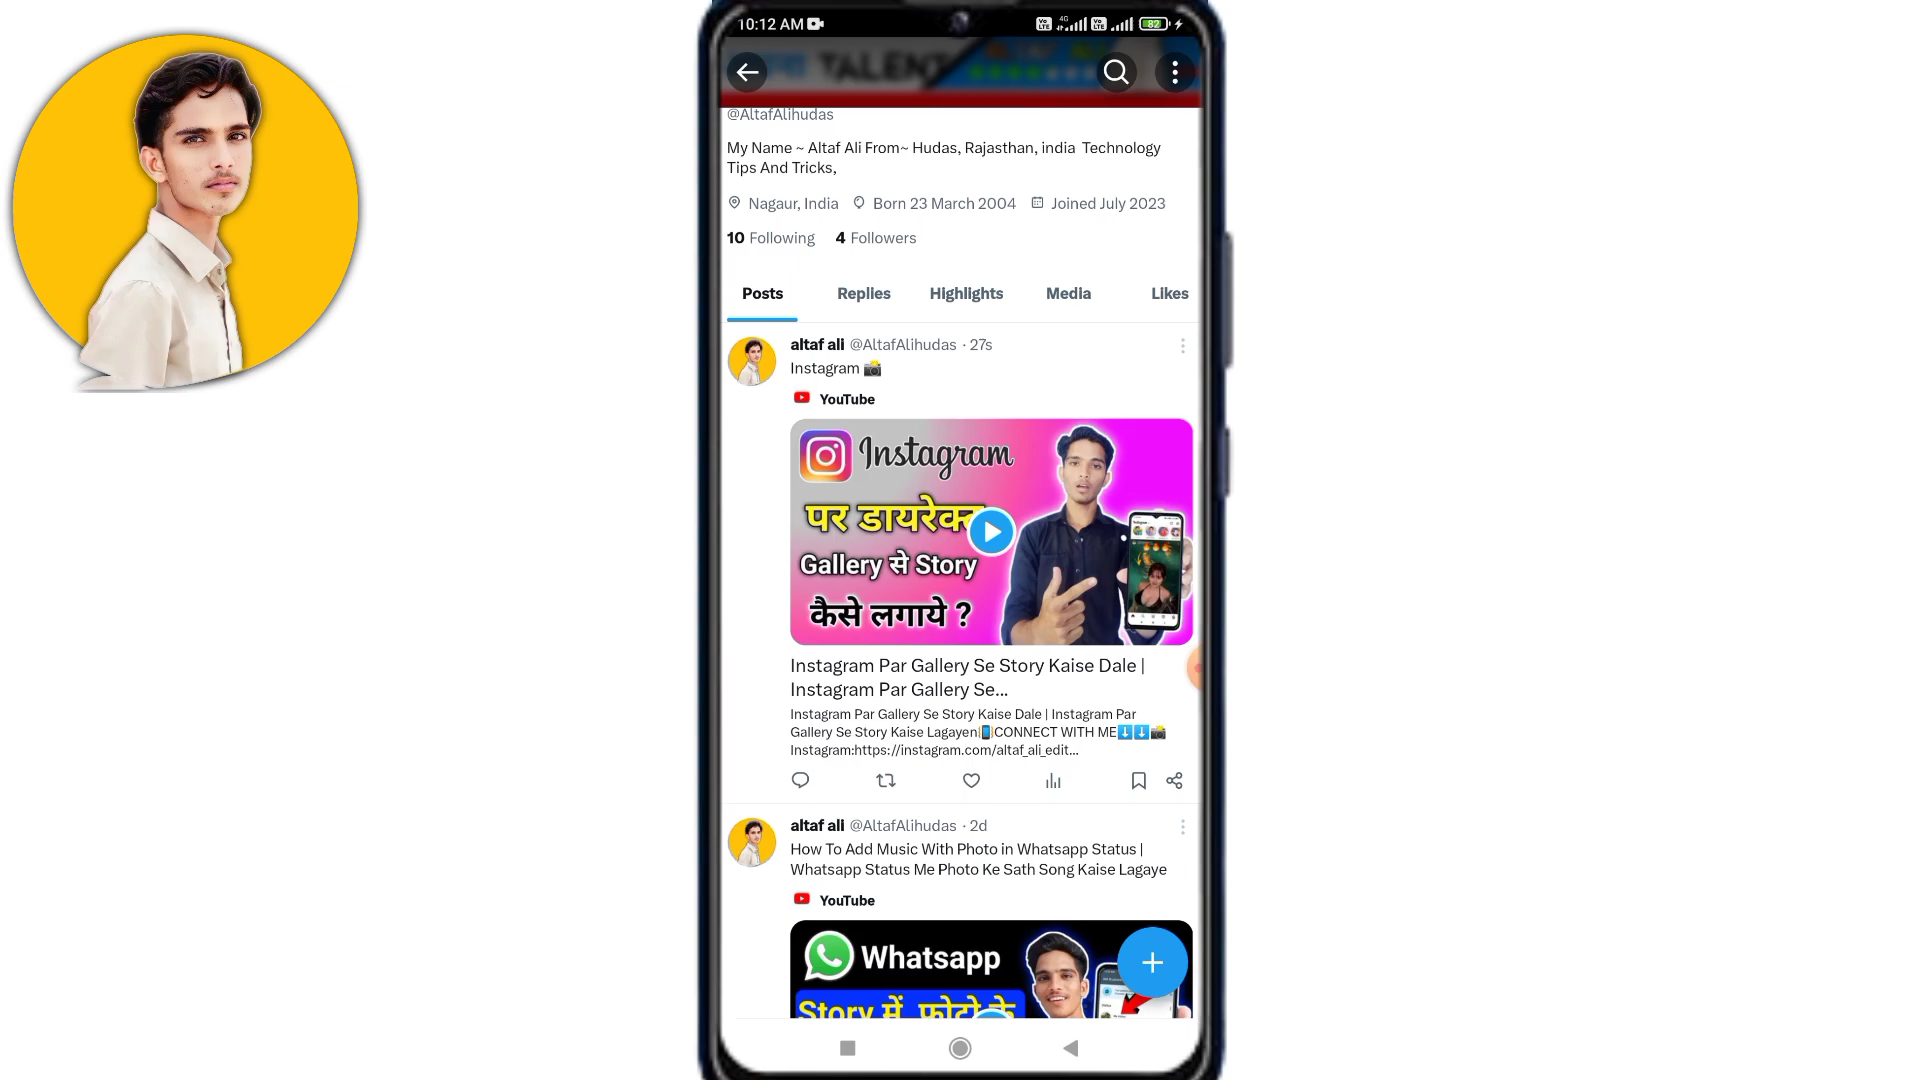 10:12 AM
82
TALENT
@AltafAlihudas
My Name ~ Altaf Ali From~ Hudas, Rajasthan, india Technology
Tips And Tricks,
Nagaur, India Born 23 March 2004 Joined July 2023
10 Following 4 Followers
Posts Replies Highlights Media Likes
altaf ali @AltafAlihudas · 27s
Instagram 📸
YouTube
Instagram
पर डायरेक्ट
Gallery से Story
कैसे लगाये ?
Instagram Par Gallery Se Story Kaise Dale |
Instagram Par Gallery Se...
Instagram Par Gallery Se Story Kaise Dale | Instagram Par
Gallery Se Story Kaise Lagayen📱CONNECT WITH ME⬇️⬇️📸
Instagram:https://instagram.com/altaf_ali_edit...
altaf ali @AltafAlihudas · 2d
How To Add Music With Photo in Whatsapp Status |
Whatsapp Status Me Photo Ke Sath Song Kaise Lagaye
YouTube
Whatsapp
Story में फोटो के